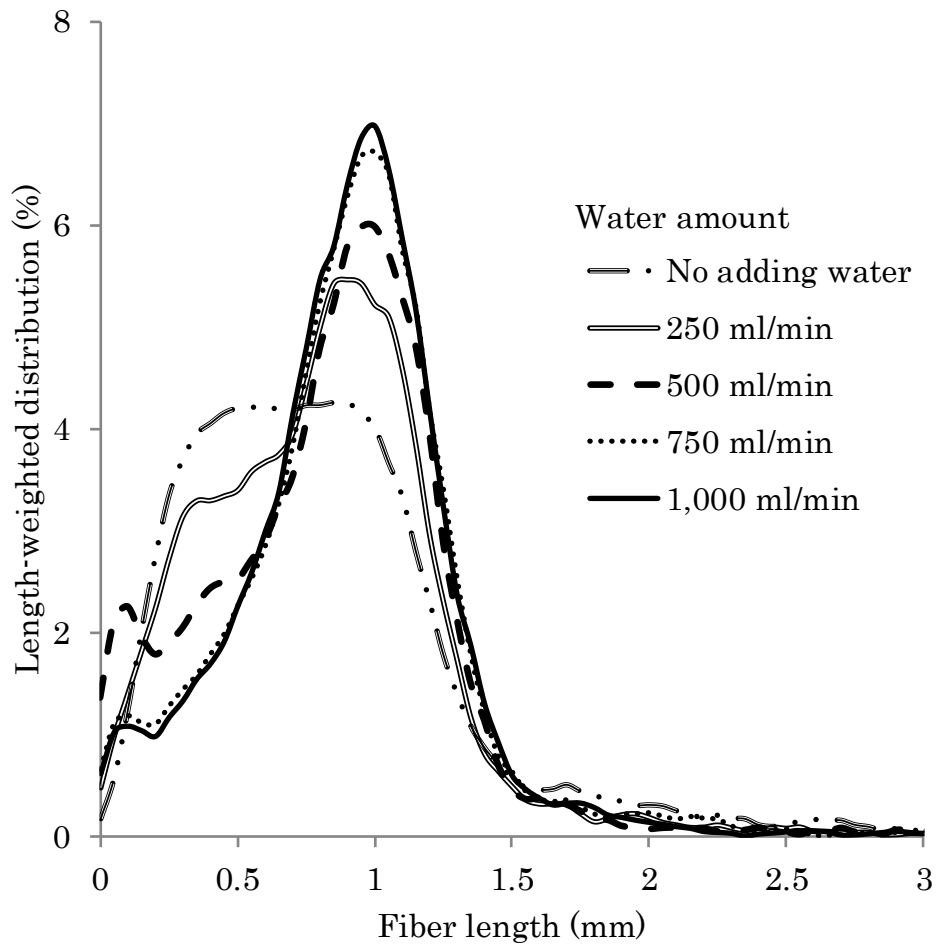 8
6
4
2
0
Length-weighted distribution (%)
Water amount
No adding water
250 ml/min
500 ml/min
750 ml/min
1,000 ml/min
0 0.5 1 1.5 2 2.5 3
Fiber length (mm)